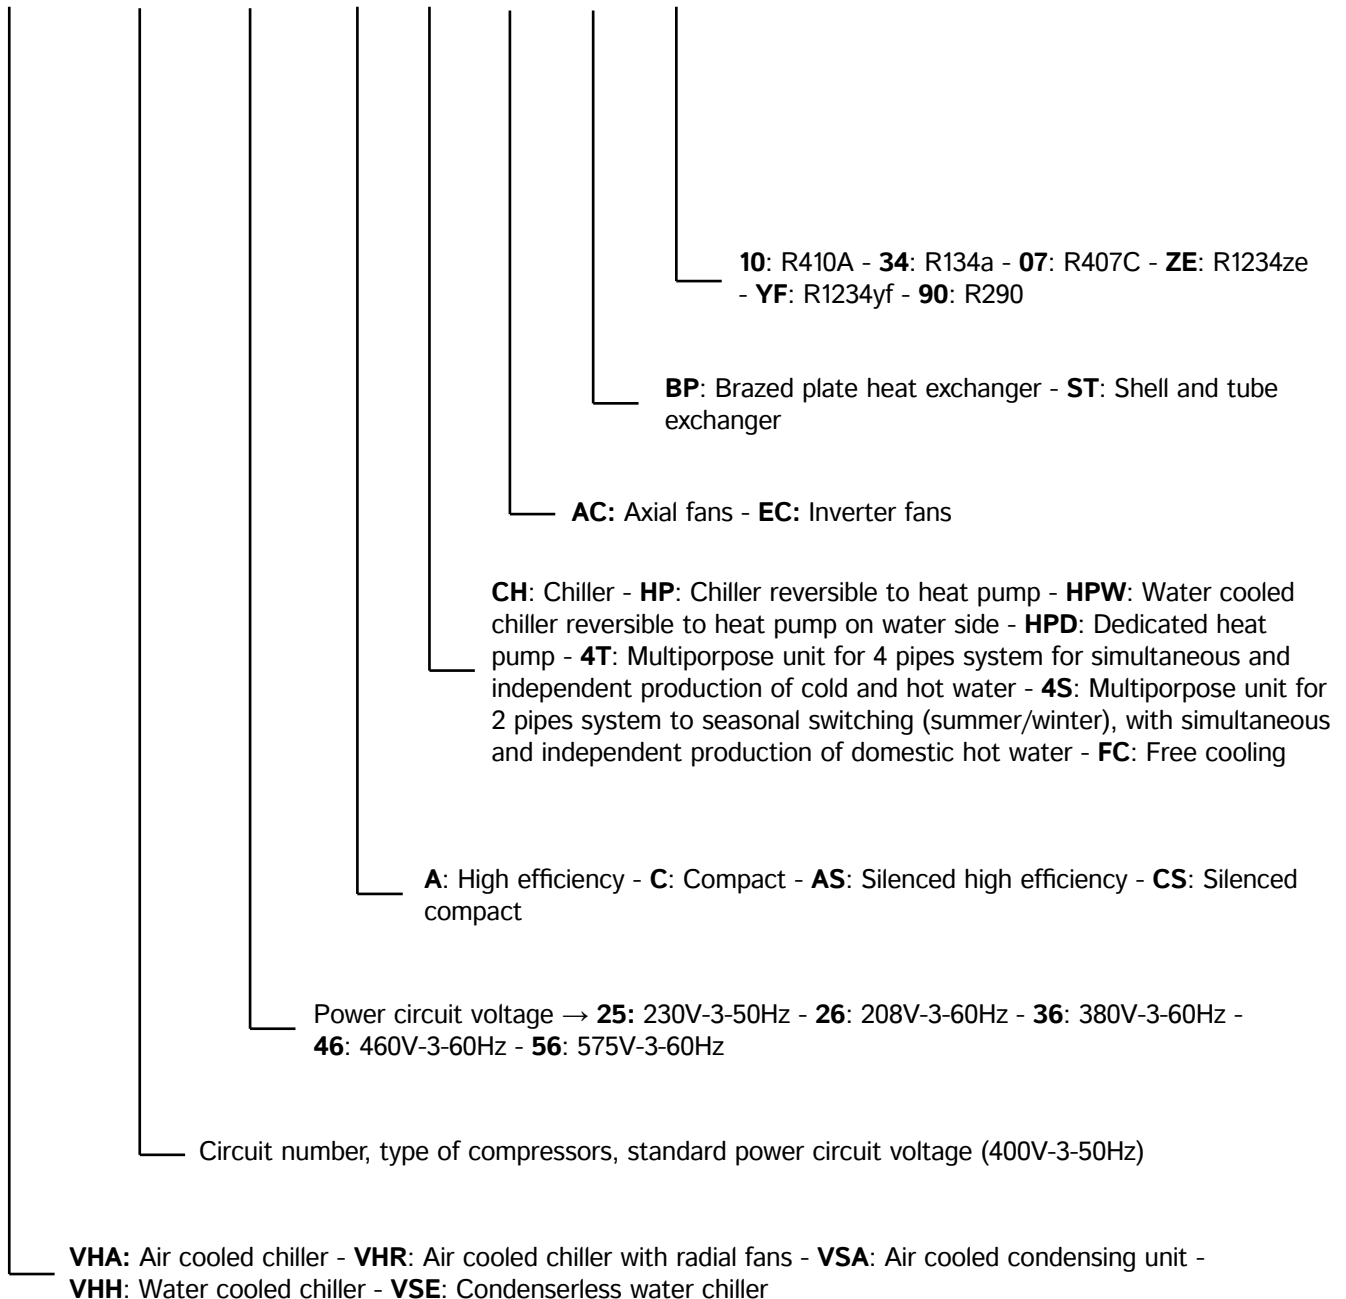 10: R410A - 34: R134a - 07: R407C - ZE: R1234ze
- YF: R1234yf - 90: R290
BP: Brazed plate heat exchanger - ST: Shell and tube
exchanger
AC: Axial fans - EC: Inverter fans
CH: Chiller - HP: Chiller reversible to heat pump - HPW: Water cooled
chiller reversible to heat pump on water side - HPD: Dedicated heat
pump - 4T: Multiporpose unit for 4 pipes system for simultaneous and
independent production of cold and hot water - 4S: Multiporpose unit for
2 pipes system to seasonal switching (summer/winter), with simultaneous
and independent production of domestic hot water - FC: Free cooling
A: High efficiency - C: Compact - AS: Silenced high efficiency - CS: Silenced
compact
Power circuit voltage → 25: 230V-3-50Hz - 26: 208V-3-60Hz - 36: 380V-3-60Hz -
46: 460V-3-60Hz - 56: 575V-3-60Hz
Circuit number, type of compressors, standard power circuit voltage (400V-3-50Hz)
VHA: Air cooled chiller - VHR: Air cooled chiller with radial fans - VSA: Air cooled condensing unit -
VHH: Water cooled chiller - VSE: Condenserless water chiller